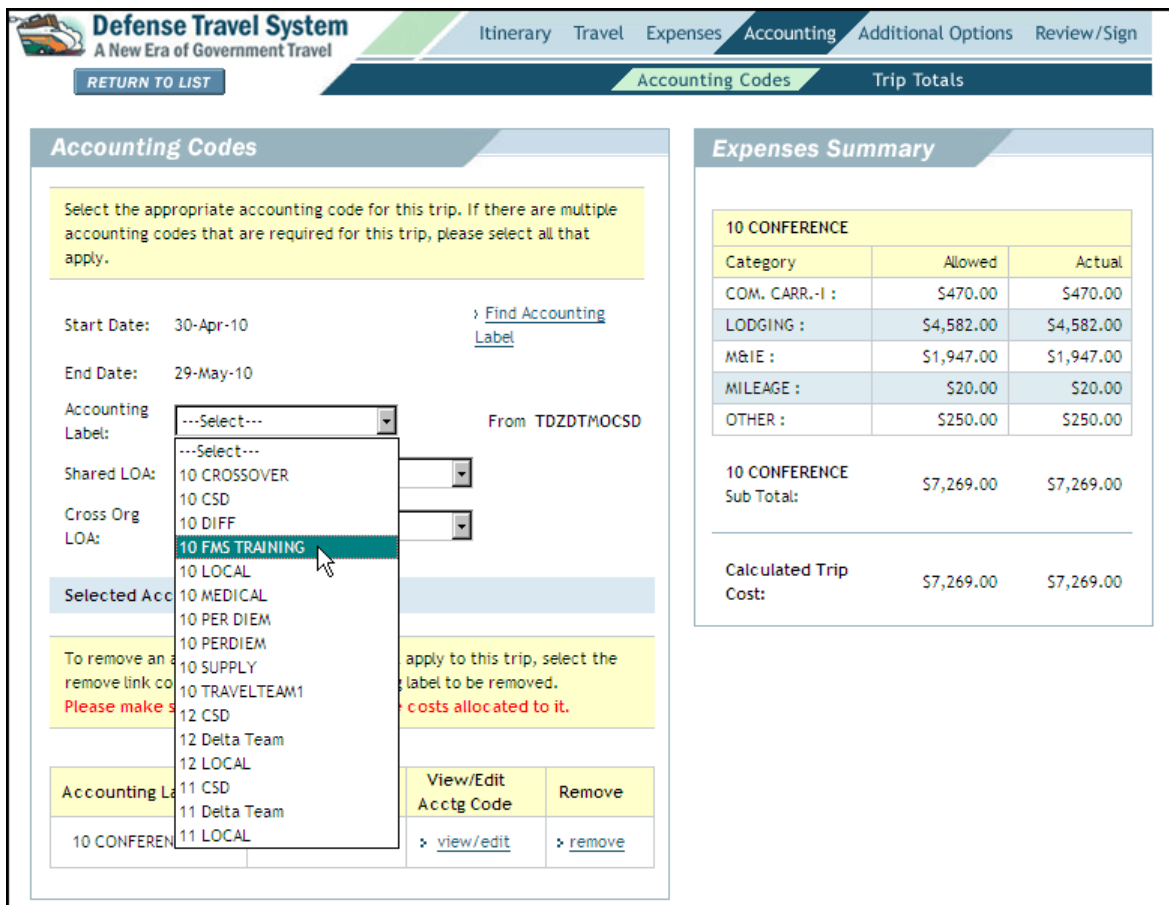 Defense Travel System
A New Era of Government Travel
Itinerary Travel Expenses Accounting Additional Options Review/Sign
RETURN TO LIST
Accounting Codes Trip Totals
Accounting Codes
Select the appropriate accounting code for this trip. If there are multiple
accounting codes that are required for this trip, please select all that
apply.
Start Date: 30-Apr-10
› Find Accounting
Label
End Date: 29-May-10
Accounting
Label:
---Select---
From TDZDTMOCSD
Shared LOA:
Cross Org
LOA:
---Select---
10 CROSSOVER
10 CSD
10 DIFF
10 FMS TRAINING
10 LOCAL
10 MEDICAL
10 PER DIEM
10 PERDIEM
10 SUPPLY
10 TRAVELTEAM1
12 CSD
12 Delta Team
12 LOCAL
11 CSD
11 Delta Team
11 LOCAL
Selected Acc
To remove an a apply to this trip, select the
remove link co label to be removed.
Please make s costs allocated to it.
Accounting La View/Edit
Acctg Code Remove
10 CONFEREN › view/edit › remove
Expenses Summary
10 CONFERENCE
Category Allowed Actual
COM. CARR.-I : $470.00 $470.00
LODGING : $4,582.00 $4,582.00
M&IE : $1,947.00 $1,947.00
MILEAGE : $20.00 $20.00
OTHER : $250.00 $250.00
10 CONFERENCE
Sub Total: $7,269.00 $7,269.00
Calculated Trip
Cost: $7,269.00 $7,269.00